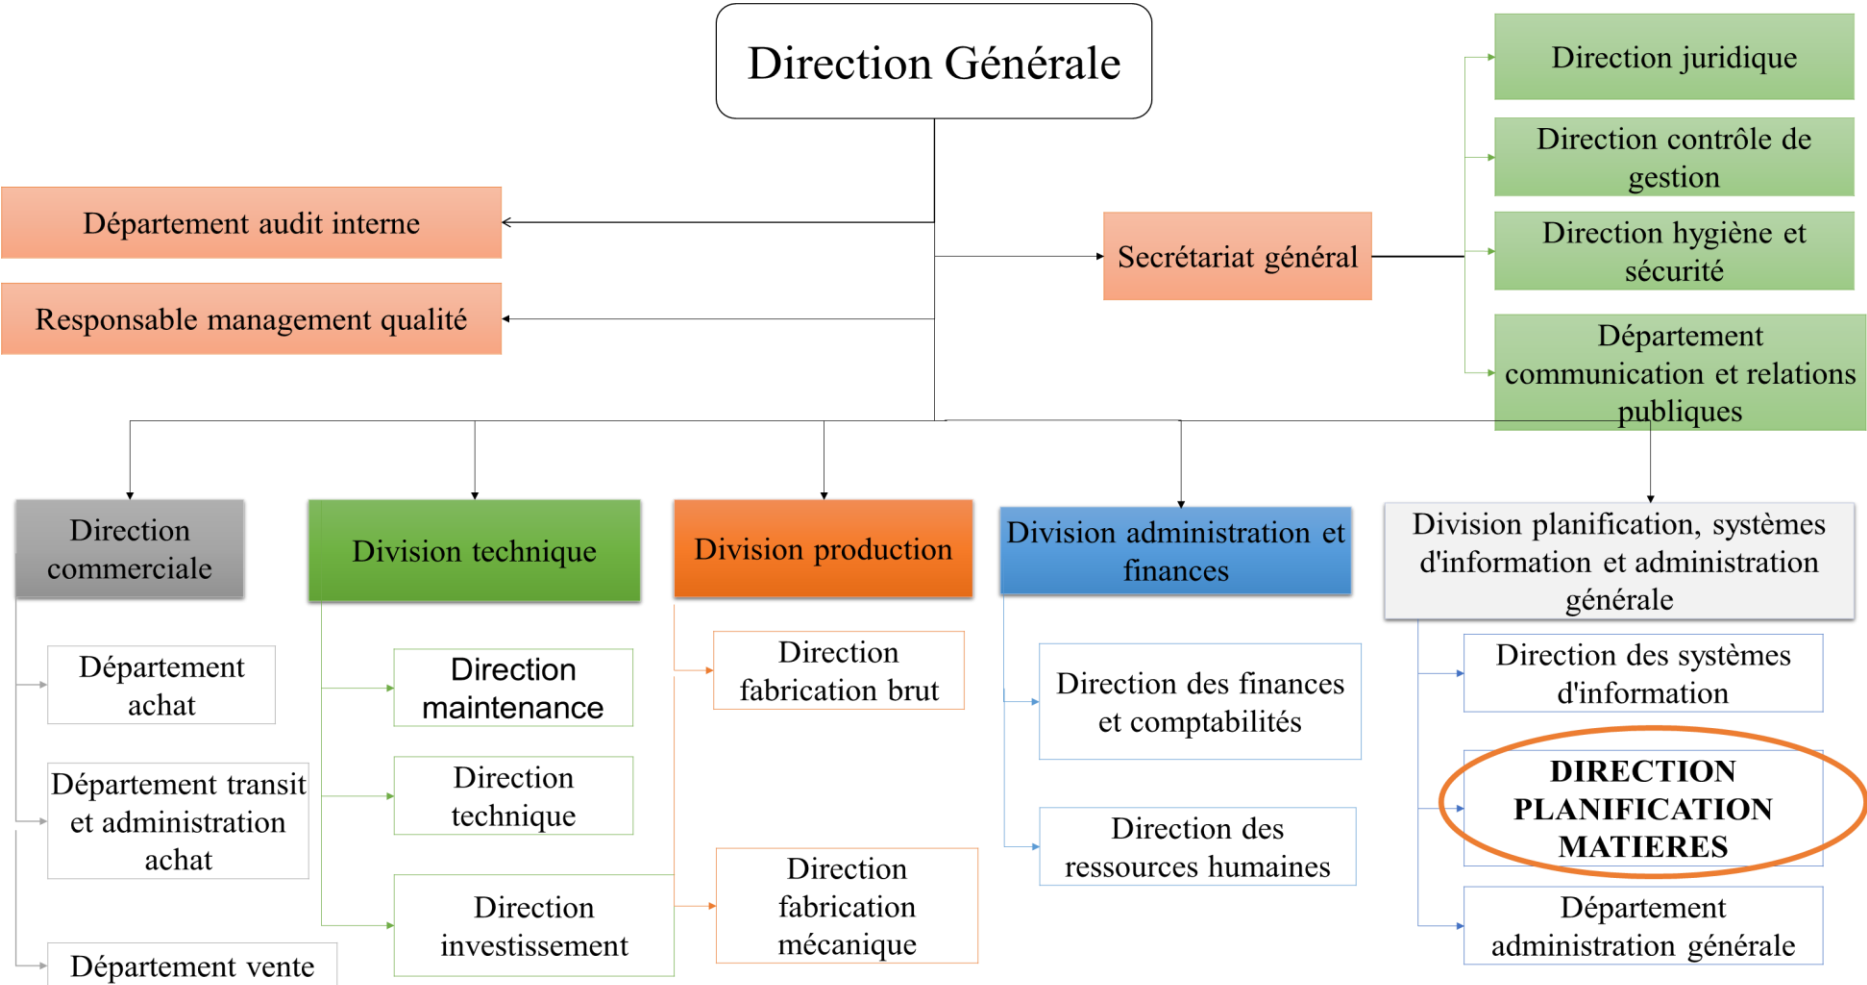 Direction Générale
Direction juridique
Direction contrôle de
gestion
Département audit interne
Secrétariat général
Direction hygiène et
sécurité
Responsable management qualité
Département
communication et relations
publiques
Direction
commerciale
Division technique
Division production
Division administration et
finances
Division planification, systèmes
d'information et administration
générale
Département
achat
Département transit
et administration
achat
Département vente
Direction
maintenance
Direction
technique
Direction
investissement
Direction
fabrication brut
Direction
fabrication
mécanique
Direction des finances
et comptabilités
Direction des
ressources humaines
Direction des systèmes
d'information
DIRECTION
PLANIFICATION
MATIERES
Département
administration générale